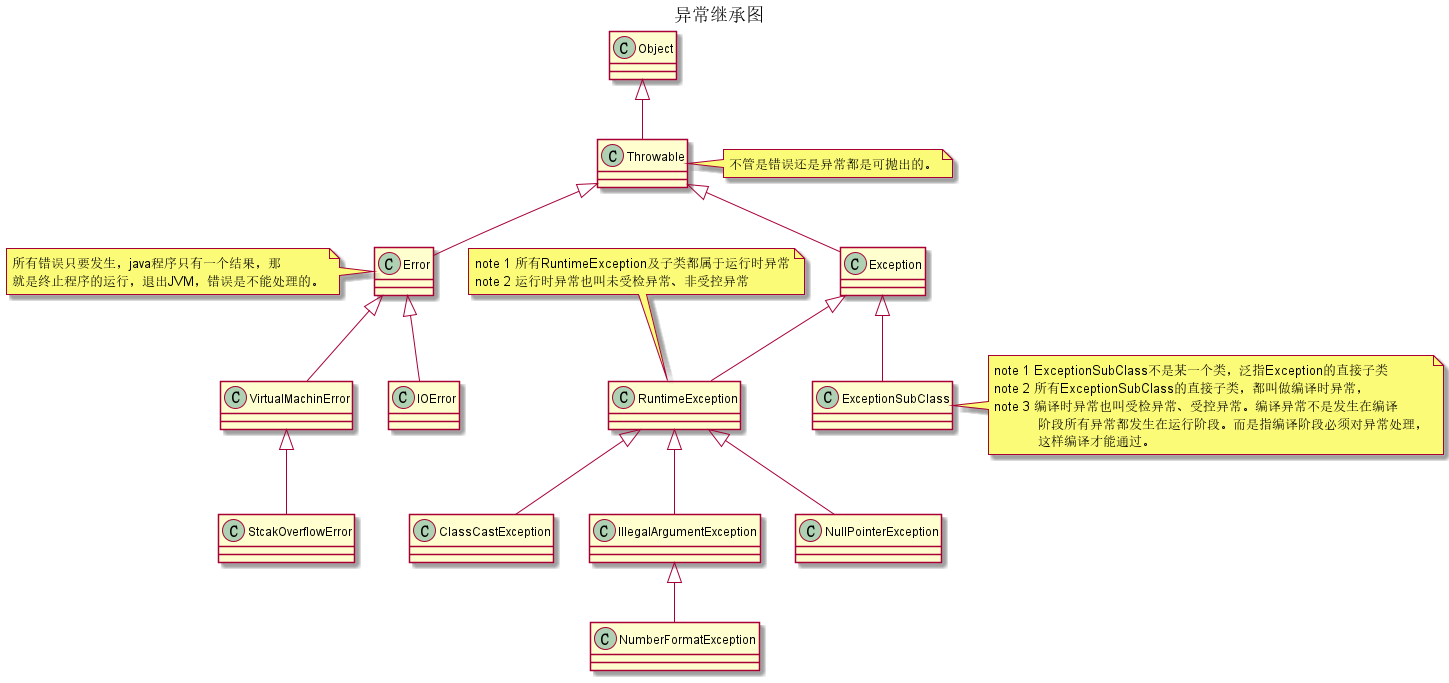 异常继承图
C Object
C Throwable
不管是错误还是异常都是可抛出的。
所有错误只要发生，java程序只有一个结果，那
就是终止程序的运行，退出JVM，错误是不能处理的。
C Error
note 1 所有RuntimeException及子类都属于运行时异常
note 2 运行时异常也叫未受检异常、非受控异常
C Exception
C VirtualMachinError
C IOError
C RuntimeException
C ExceptionSubClass
note 1 ExceptionSubClass不是某一个类，泛指Exception的直接子类
note 2 所有ExceptionSubClass的直接子类，都叫做编译时异常，
note 3 编译时异常也叫受检异常、受控异常。编译异常不是发生在编译
阶段所有异常都发生在运行阶段。而是指编译阶段必须对异常处理，
这样编译才能通过。
C StcakOverflowError
C ClassCastException
C IllegalArgumentException
C NullPointerException
C NumberFormatException